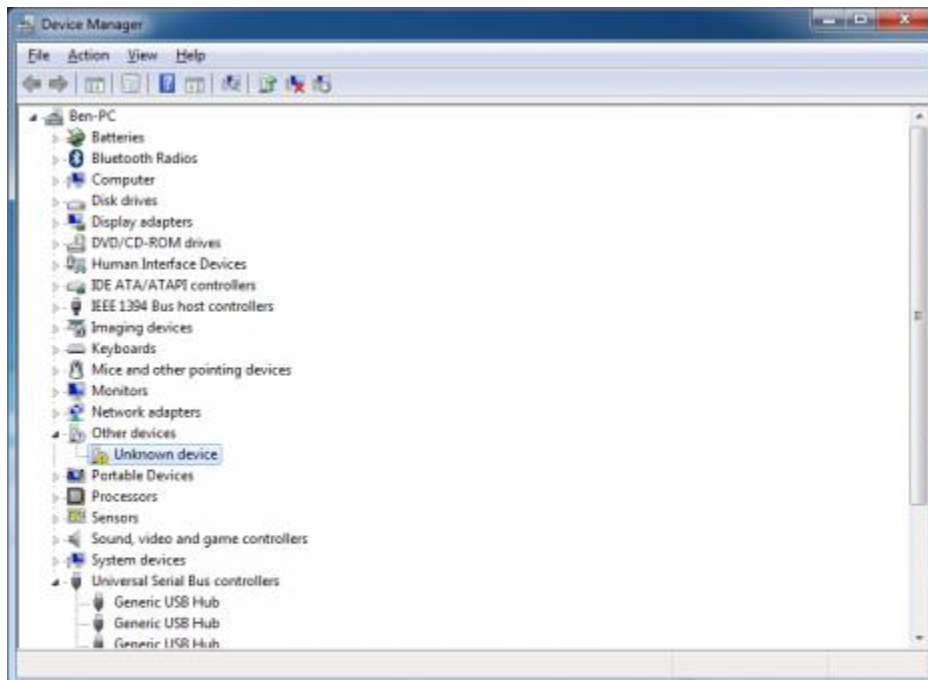 Device Manager
File Action View Help
Ben-PC
Batteries
Bluetooth Radios
Computer
Disk drives
Display adapters
DVD/CD-ROM drives
Human Interface Devices
IDE ATA/ATAPI controllers
IEEE 1394 Bus host controllers
Imaging devices
Keyboards
Mice and other pointing devices
Monitors
Network adapters
Other devices
Unknown device
Portable Devices
Processors
Sensors
Sound, video and game controllers
System devices
Universal Serial Bus controllers
Generic USB Hub
Generic USB Hub
Generic USB Hub